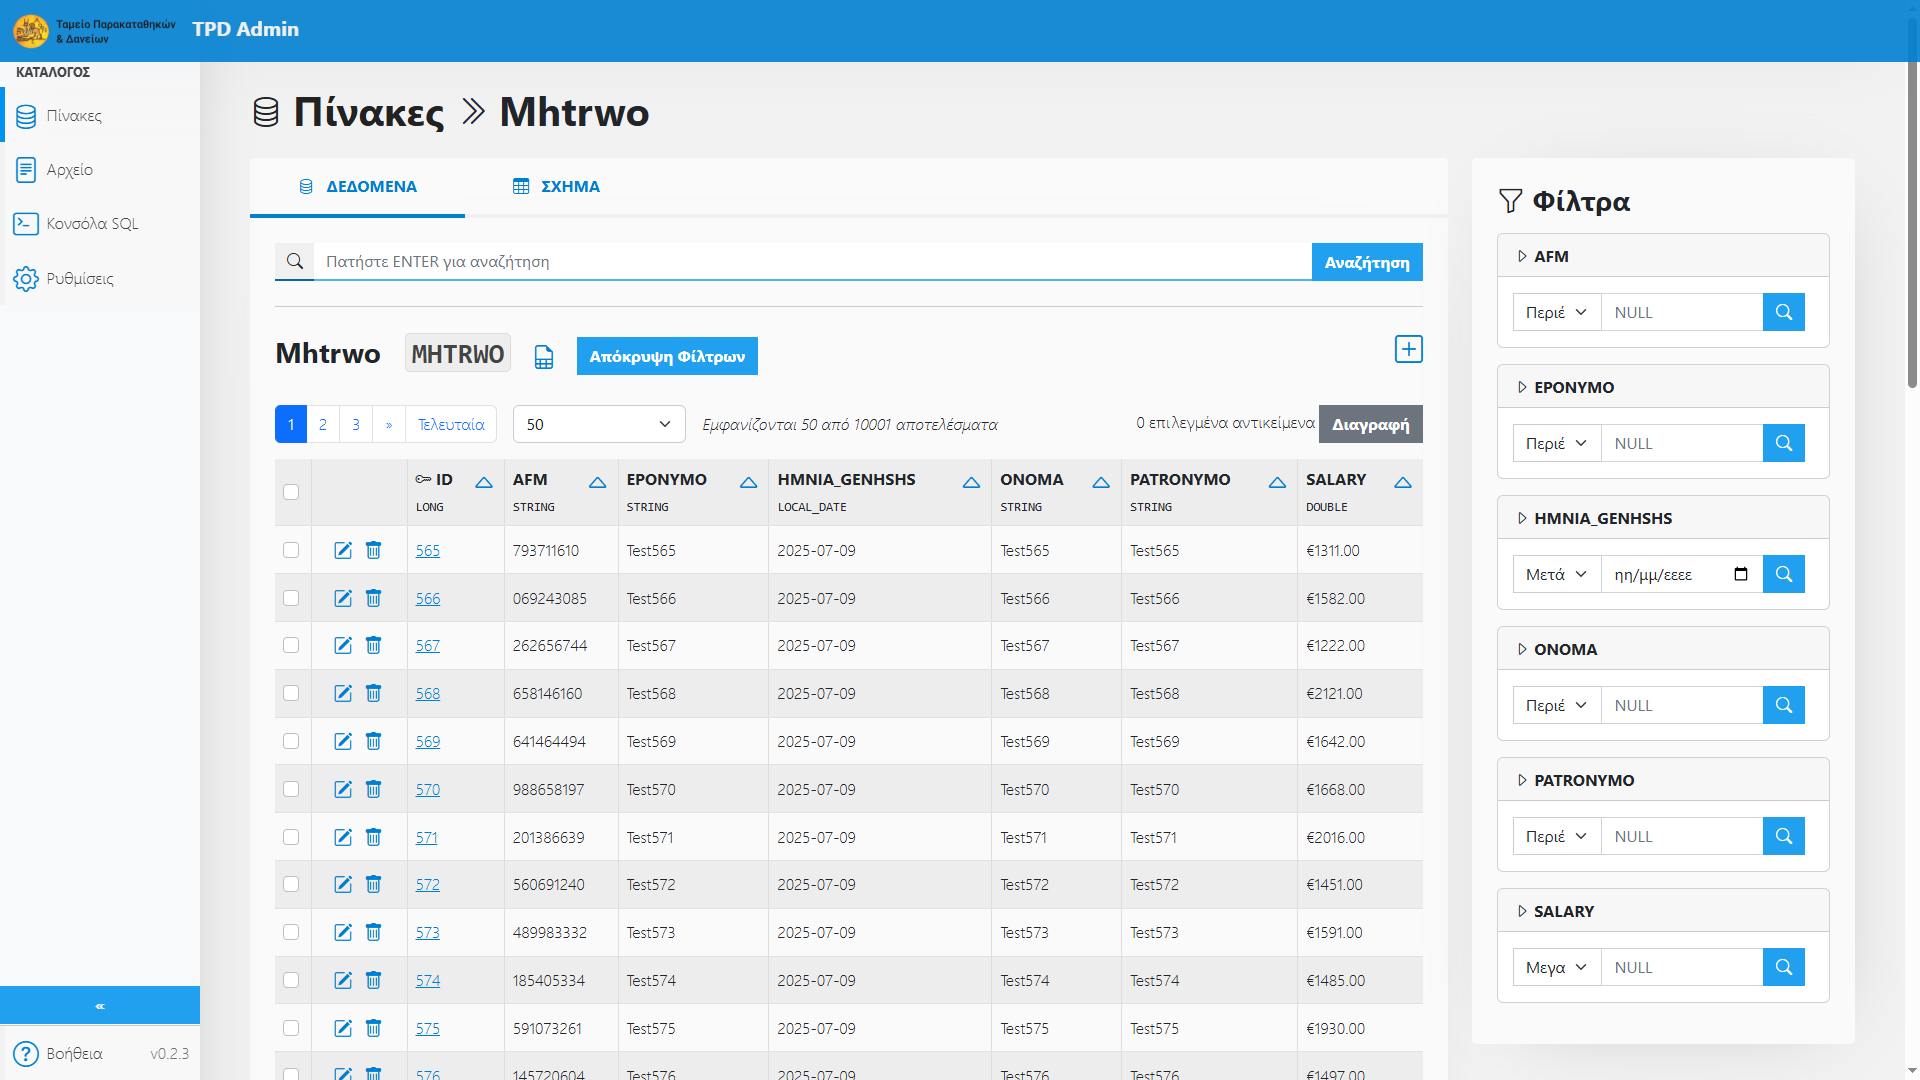 Ταμείο Παρακαταθηκών
& Δανείων
TPD Admin
ΚΑΤΑΛΟΓΟΣ
Πίνακες
Αρχείο
Κονσόλα SQL
Ρυθμίσεις
«
Βοήθεια v0.2.3
Πίνακες » Mhtrwo
ΔΕΔΟΜΕΝΑ ΣΧΗΜΑ
Πατήστε ENTER για αναζήτηση Αναζήτηση
Mhtrwo MHTRWO Απόκρυψη Φίλτρων
1 2 3 » Τελευταία 50 Εμφανίζονται 50 από 10001 αποτελέσματα 0 επιλεγμένα αντικείμενα Διαγραφή
ID AFM EPONYMO HMNIA_GENHSHS ONOMA PATRONYMO SALARY
LONG STRING STRING LOCAL_DATE STRING STRING DOUBLE
565 793711610 Test565 2025-07-09 Test565 Test565 €1311.00
566 069243085 Test566 2025-07-09 Test566 Test566 €1582.00
567 262656744 Test567 2025-07-09 Test567 Test567 €1222.00
568 658146160 Test568 2025-07-09 Test568 Test568 €2121.00
569 641464494 Test569 2025-07-09 Test569 Test569 €1642.00
570 988658197 Test570 2025-07-09 Test570 Test570 €1668.00
571 201386639 Test571 2025-07-09 Test571 Test571 €2016.00
572 560691240 Test572 2025-07-09 Test572 Test572 €1451.00
573 489983332 Test573 2025-07-09 Test573 Test573 €1591.00
574 185405334 Test574 2025-07-09 Test574 Test574 €1485.00
575 591073261 Test575 2025-07-09 Test575 Test575 €1930.00
576 145720604 Test576 2025-07-09 Test576 Test576 €1497.00
Φίλτρα
AFM
Περιέ NULL
EPONYMO
Περιέ NULL
HMNIA_GENHSHS
Μετά ηη/μμ/εεεε
ONOMA
Περιέ NULL
PATRONYMO
Περιέ NULL
SALARY
Μεγα NULL